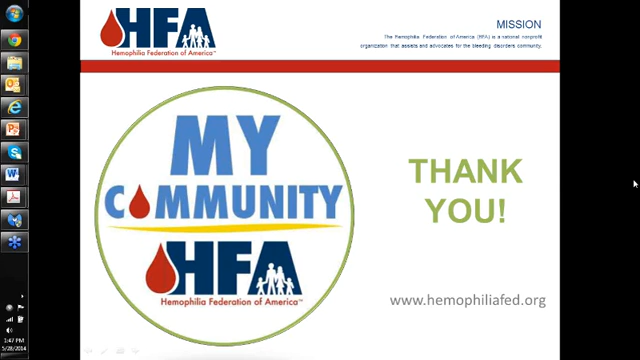 HFA
Hemophilia Federation of America™
MISSION
The Hemophilia Federation of America (HFA) is a national nonprofit
organization that assists and advocates for the bleeding disorders community.
MY
COMMUNITY
HFA
Hemophilia Federation of America™
THANK
YOU!
www.hemophiliafed.org
1:47 PM
5/28/2014